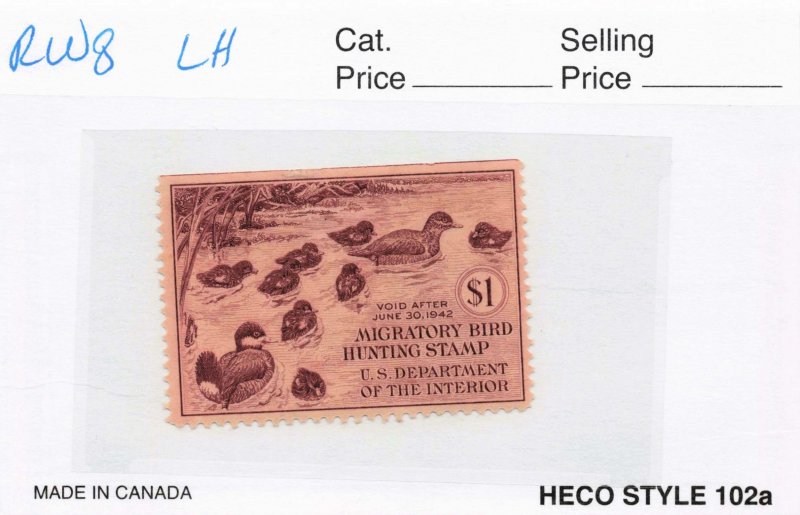 RW8 LH
Cat. Price
Selling Price
$1
VOID AFTER
JUNE 30, 1942
MIGRATORY BIRD
HUNTING STAMP
U.S. DEPARTMENT
OF THE INTERIOR
MADE IN CANADA
HECO STYLE 102a